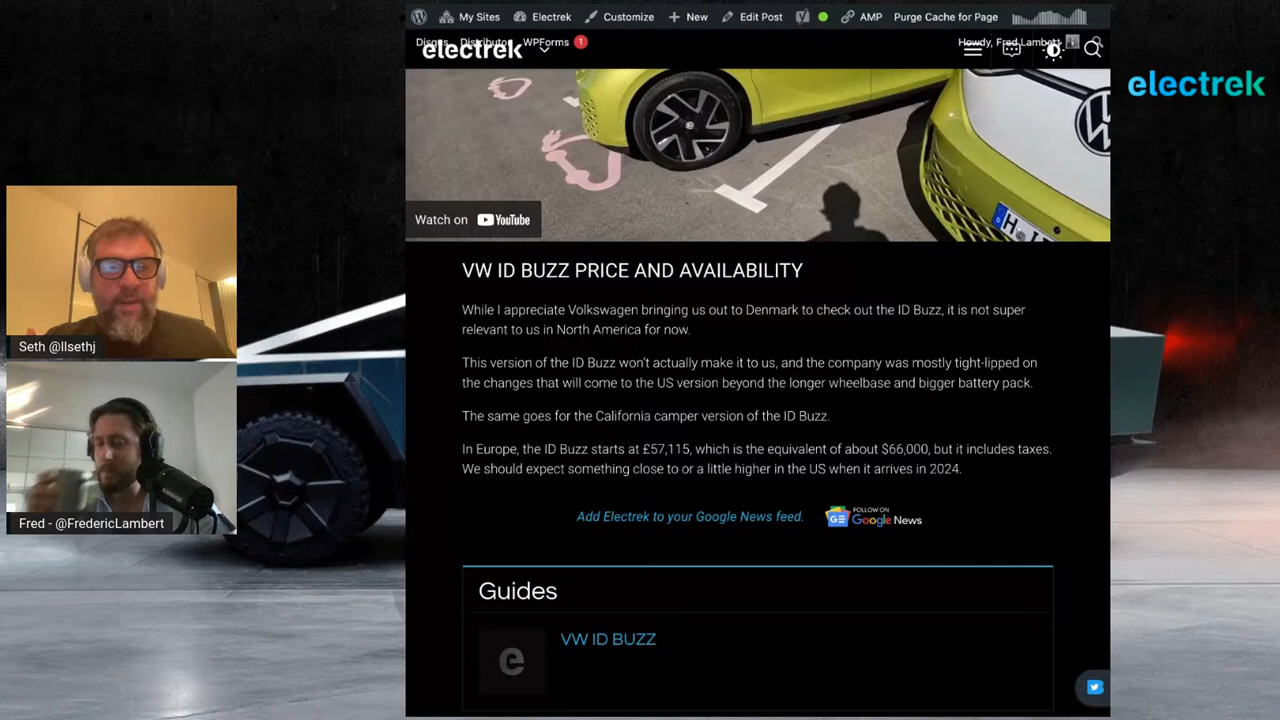 My Sites Electrek Customize New Edit Post AMP Purge Cache for Page
Disqus Distributor WPForms 1 Howdy, Fred Lambert
electrek
electrek
Watch on YouTube
VW ID BUZZ PRICE AND AVAILABILITY
While I appreciate Volkswagen bringing us out to Denmark to check out the ID Buzz, it is not super
relevant to us in North America for now.
This version of the ID Buzz won't actually make it to us, and the company was mostly tight-lipped on
the changes that will come to the US version beyond the longer wheelbase and bigger battery pack.
The same goes for the California camper version of the ID Buzz.
In Europe, the ID Buzz starts at £57,115, which is the equivalent of about $66,000, but it includes taxes.
We should expect something close to or a little higher in the US when it arrives in 2024.
Add Electrek to your Google News feed.
GE FOLLOW ON
Google News
Guides
e
VW ID BUZZ
Seth @llsethj
Fred - @FredericLambert